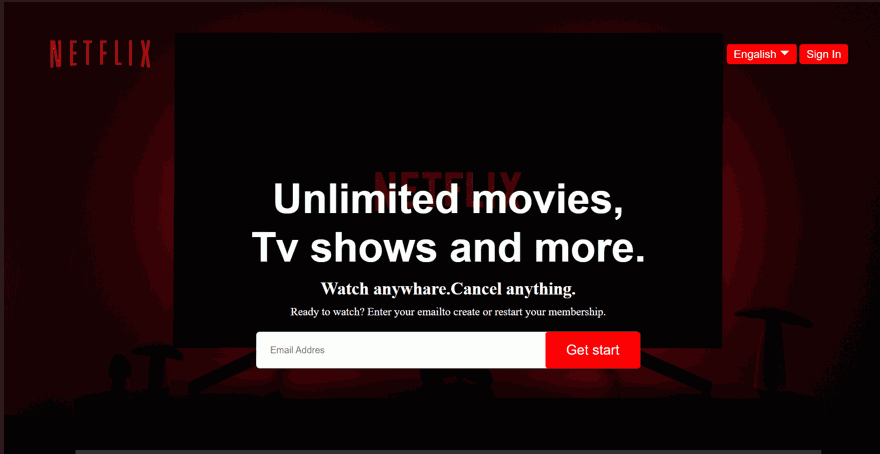 NETFLIX
Engalish
Sign In
NETFLIX
Unlimited movies,
Tv shows and more.
Watch anywhare.Cancel anything.
Ready to watch? Enter your emailto create or restart your membership.
Email Addres
Get start